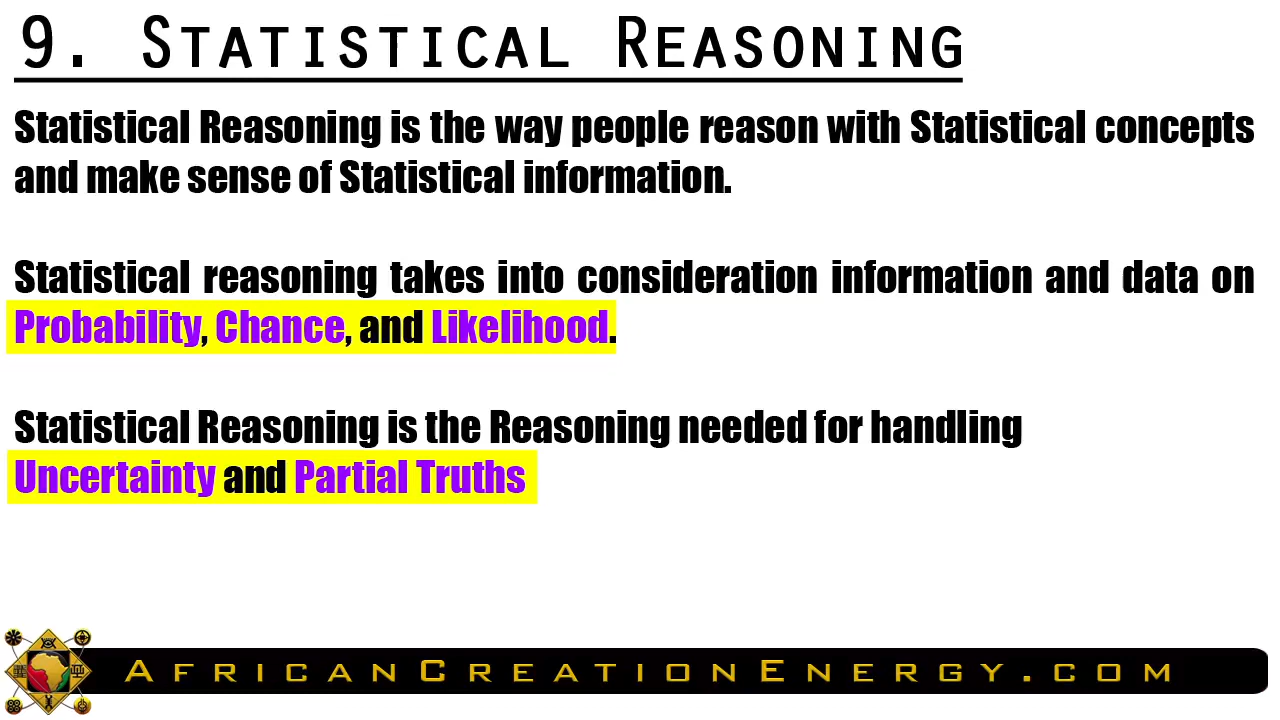 9. STATISTICAL REASONING
Statistical Reasoning is the way people reason with Statistical concepts
and make sense of Statistical information.
Statistical reasoning takes into consideration information and data on
Probability, Chance, and Likelihood.
Statistical Reasoning is the Reasoning needed for handling
Uncertainty and Partial Truths
AFRICANCREATIONENERGY.COM